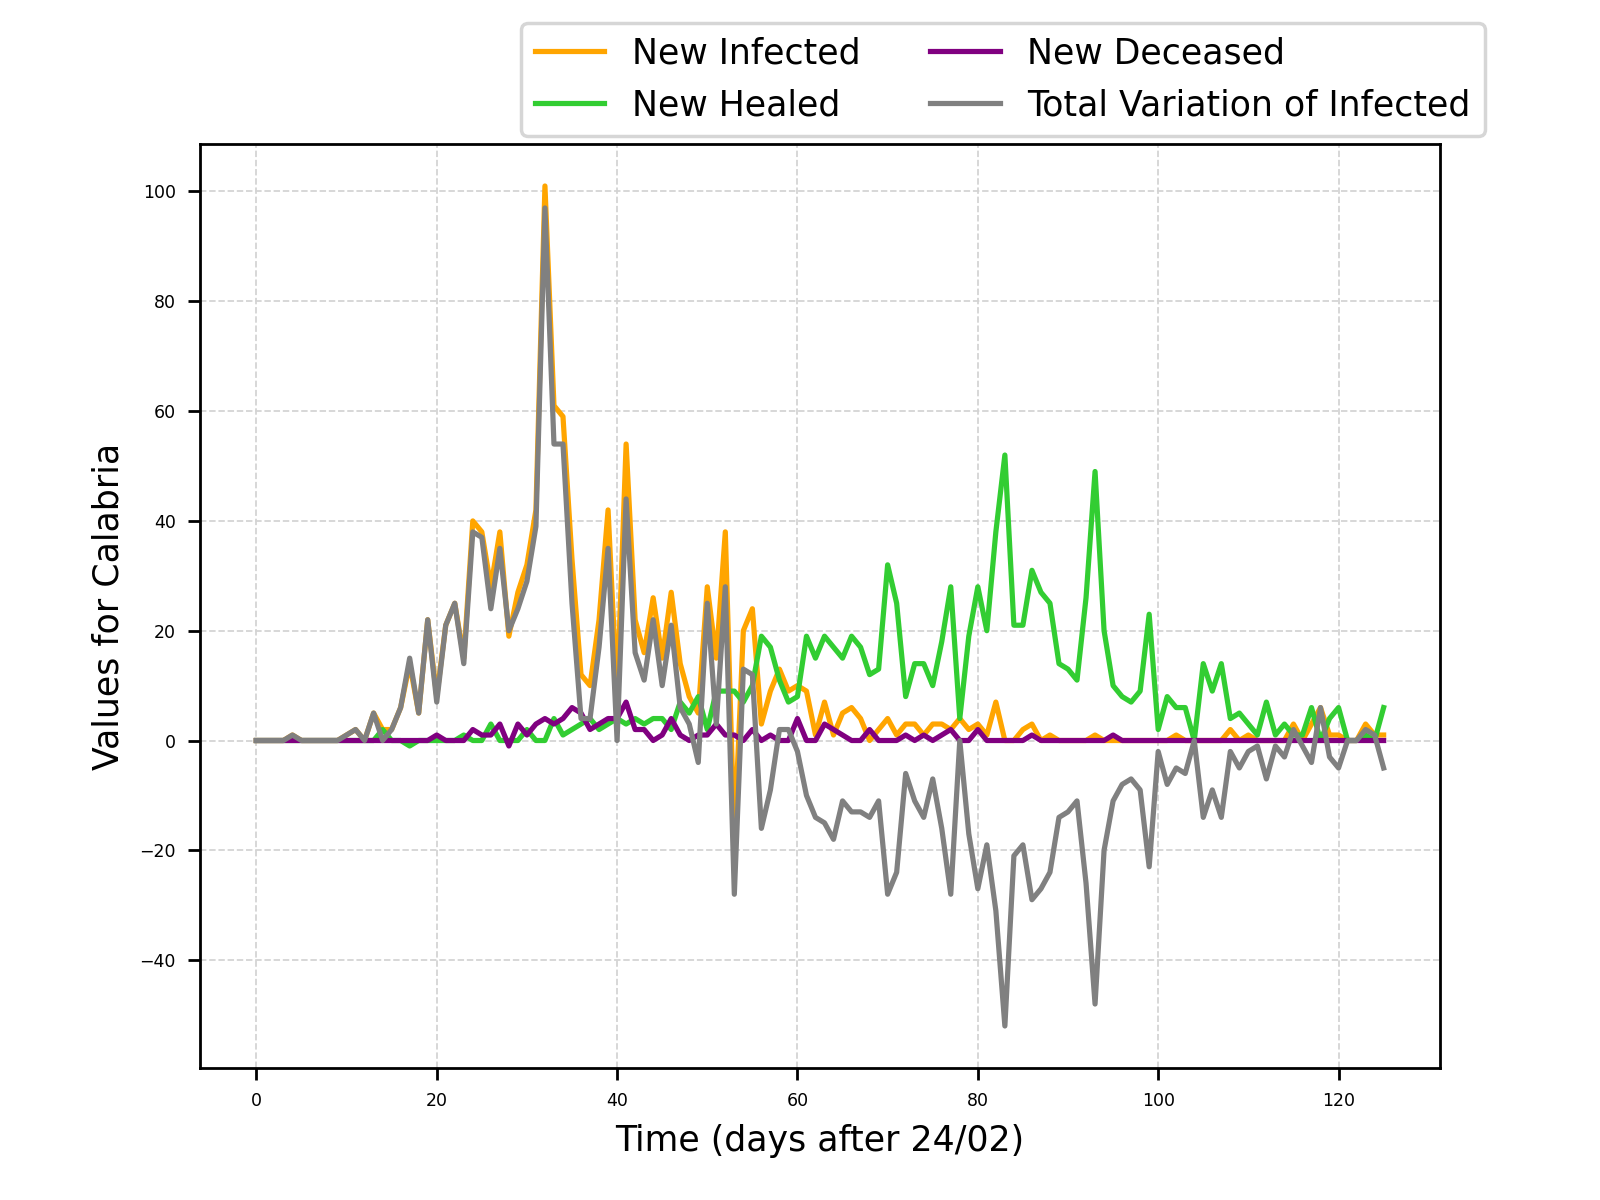 New Infected
New Healed
New Deceased
Total Variation of Infected
Values for Calabria
100
80
60
40
20
0
−20
−40
0 20 40 60 80 100 120
Time (days after 24/02)